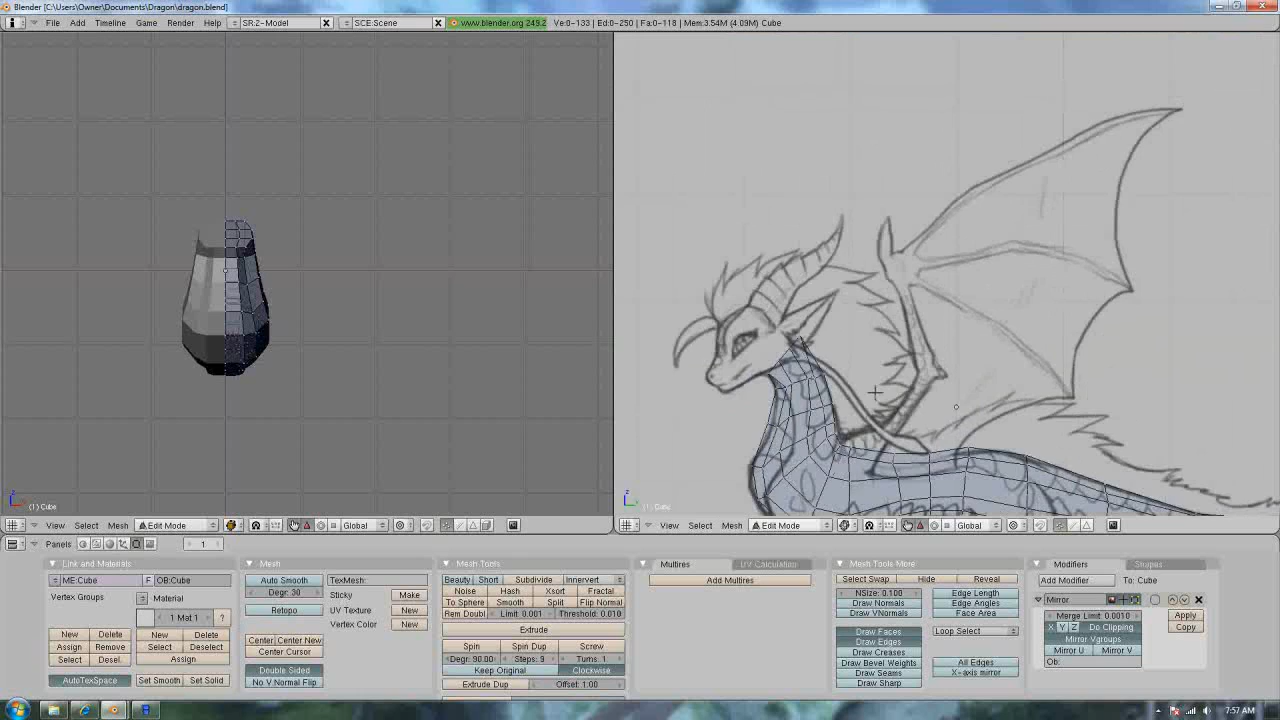 Blender [C:\Users\Owner\Documents\Dragon\dragon.blend]
File Add Timeline Game Render Help SR:2-Model SCE:Scene www.blender.org 249.2 Ve:0-133 | Ed:0-250 | Fa:0-118 | Mem:3.54M (4.09M) Cube
(1) Cube
(1) Cube
View Select Mesh Edit Mode Global
View Select Mesh Edit Mode Global
Panels 1
Link and Materials
ME:Cube F OB:Cube
Vertex Groups
Material
1 Mat 1 ?
New Delete
Assign Remove
Select Desel.
New Delete
Select Deselect
Assign
AutoTexSpace Set Smooth Set Solid
Mesh
Auto Smooth
Degr: 30
Retopo
Center Center New
Center Cursor
Double Sided
No V.Normal Flip
TexMesh:
Sticky Make
UV Texture New
Vertex Color New
Mesh Tools
Beauty Short Subdivide Innervert
Noise Hash Xsort Fractal
To Sphere Smooth Split Flip Normal
Rem Doubl Limit: 0.001 Threshold: 0.010
Extrude
Spin Spin Dup Screw
Degr: 90.00 Steps: 9 Turns: 1
Keep Original Clockwise
Extrude Dup Offset: 1.00
Multires UV Calculation
Add Multires
Mesh Tools More
Select Swap Hide Reveal
NSize: 0.100
Draw Normals
Draw VNormals
Draw Faces
Draw Edges
Draw Creases
Draw Bevel Weights
Draw Seams
Draw Sharp
Edge Length
Edge Angles
Face Area
Loop Select
All Edges
X-axis mirror
Modifiers Shapes
Add Modifier To: Cube
Mirror
Merge Limit: 0.0010
X Y Z Do Clipping
Mirror Vgroups
Mirror U Mirror V
Ob:
Apply
Copy
7:57 AM